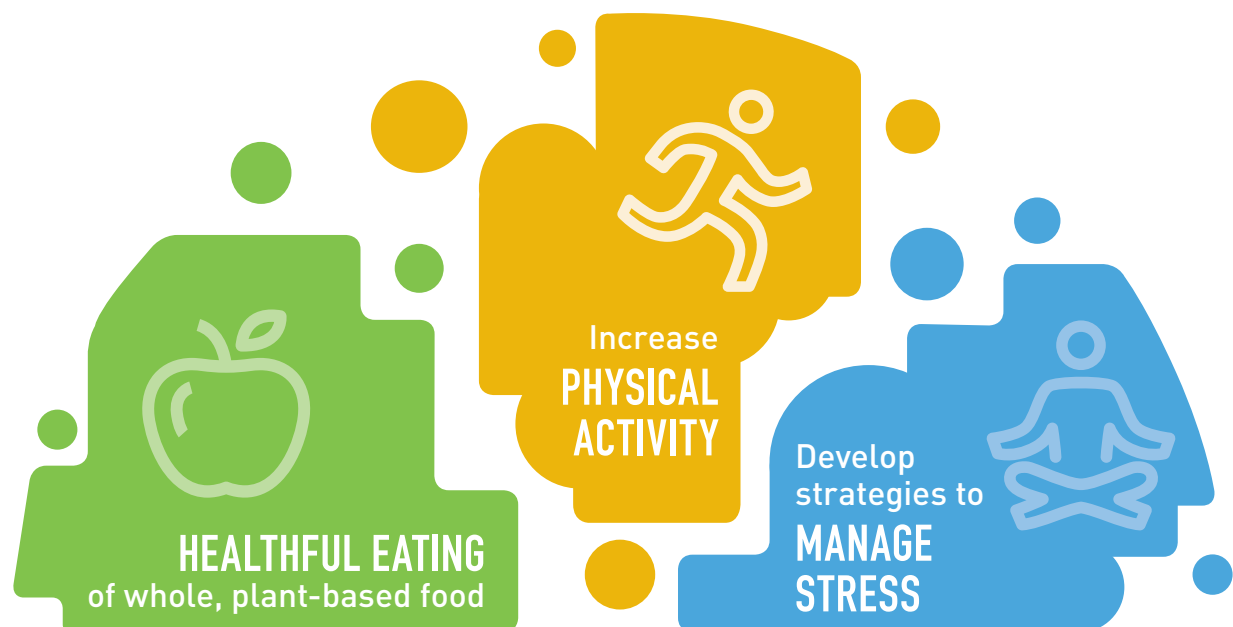 HEALTHFUL EATING
of whole, plant-based food
Increase
PHYSICAL
ACTIVITY
Develop
strategies to
MANAGE
STRESS